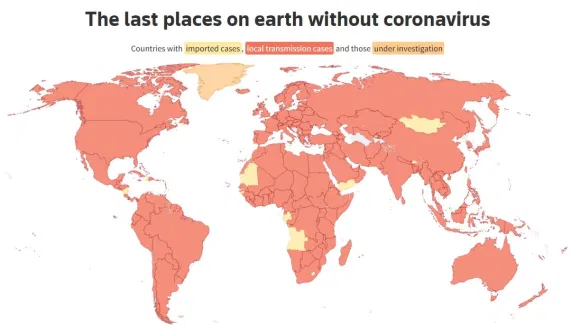 The last places on earth without coronavirus
Countries with imported cases, local transmission cases and those under investigation